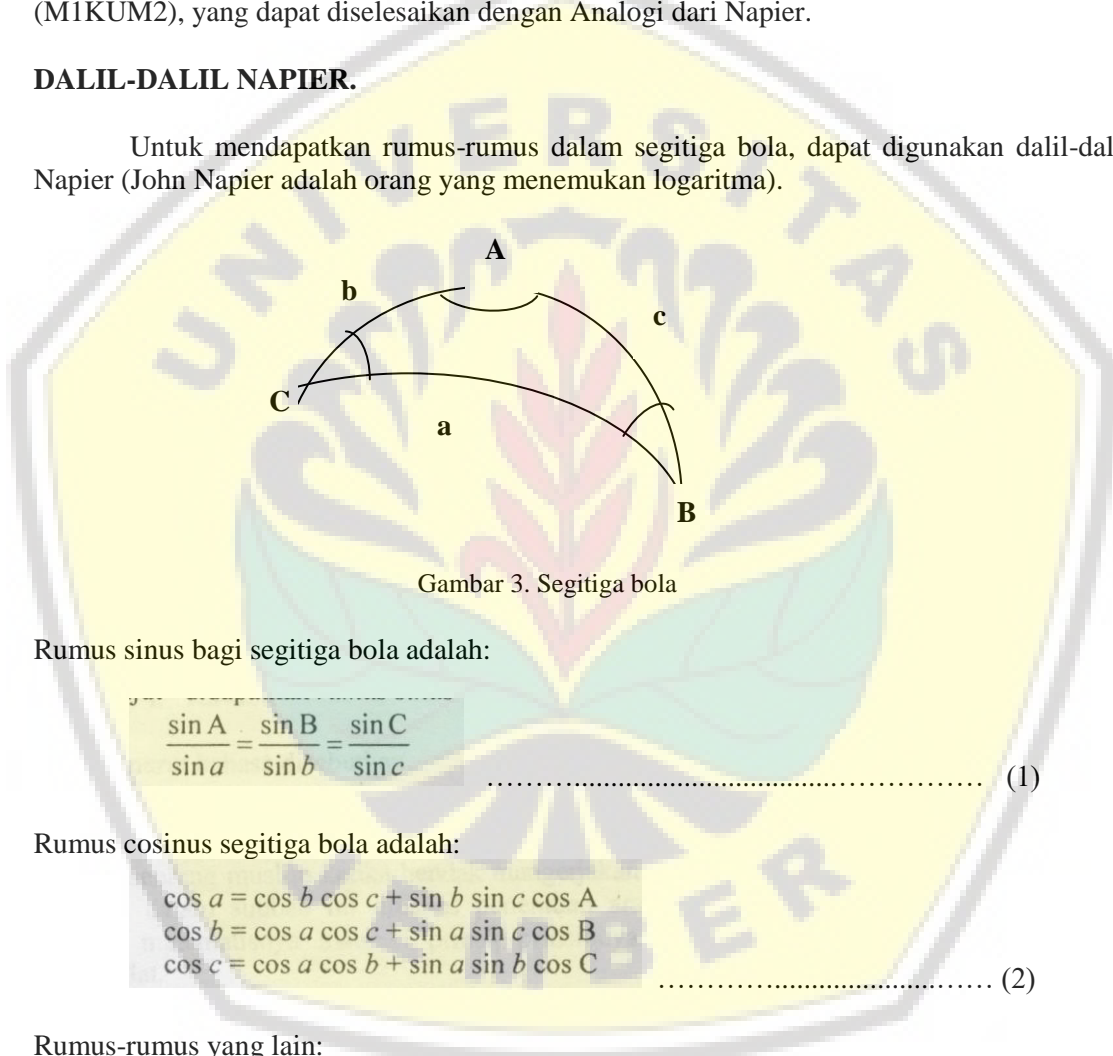 (M1KUM2), yang dapat diselesaikan dengan Analogi dari Napier.
DALIL-DALIL NAPIER.
Untuk mendapatkan rumus-rumus dalam segitiga bola, dapat digunakan dalil-dal
Napier (John Napier adalah orang yang menemukan logaritma).
A
b
c
C
a
B
Gambar 3. Segitiga bola
Rumus sinus bagi segitiga bola adalah:
sin A / sin a = sin B / sin b = sin C / sin c ……………………………………………… (1)
Rumus cosinus segitiga bola adalah:
cos a = cos b cos c + sin b sin c cos A
cos b = cos a cos c + sin a sin c cos B
cos c = cos a cos b + sin a sin b cos C ……………………………… (2)
Rumus-rumus yang lain:
UNIVERSITAS
JEMBER